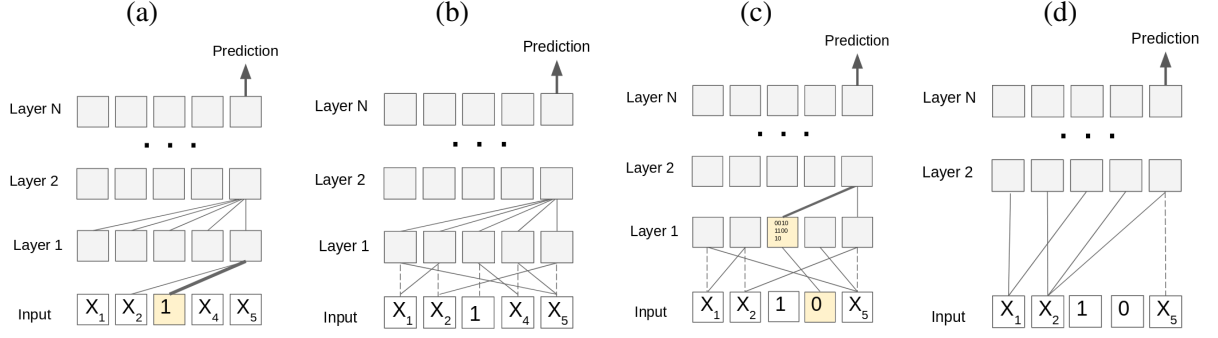 (a)
Prediction
Layer N
. . .
Layer 2
Layer 1
Input
X1 X2 1 X4 X5
(b)
Prediction
Layer N
. . .
Layer 2
Layer 1
Input
X1 X2 1 X4 X5
(c)
Prediction
Layer N
. . .
Layer 2
Layer 1
0010
1100
10
Input
X1 X2 1 0 X5
(d)
Prediction
Layer N
. . .
Layer 2
Input
X1 X2 1 0 X5